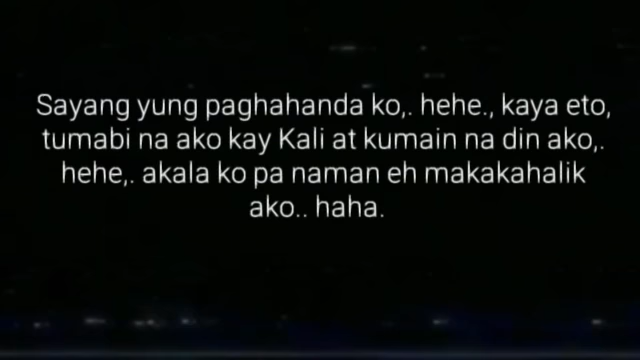 Sayang yung paghahanda ko,. hehe., kaya eto,
tumabi na ako kay Kali at kumain na din ako,.
hehe,. akala ko pa naman eh makakahalik
ako.. haha.